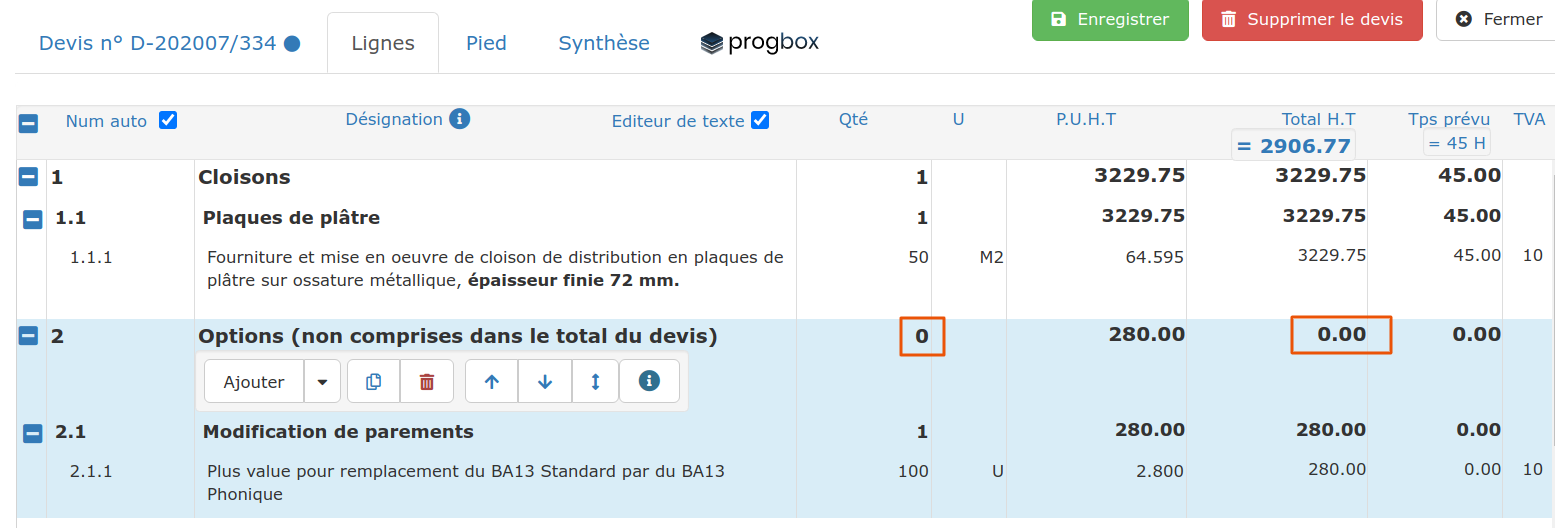 Devis n° D-202007/334 Lignes Pied Synthèse progbox Enregistrer Supprimer le devis Fermer
Num auto Désignation Editeur de texte Qté U P.U.H.T Total H.T Tps prévu TVA
= 2906.77 = 45 H
1 Cloisons 1 3229.75 3229.75 45.00
1.1 Plaques de plâtre 1 3229.75 3229.75 45.00
1.1.1 Fourniture et mise en oeuvre de cloison de distribution en plaques de 50 M2 64.595 3229.75 45.00 10
plâtre sur ossature métallique, épaisseur finie 72 mm.
2 Options (non comprises dans le total du devis) 0 280.00 0.00 0.00
Ajouter
2.1 Modification de parements 1 280.00 280.00 0.00
2.1.1 Plus value pour remplacement du BA13 Standard par du BA13 100 U 2.800 280.00 0.00 10
Phonique